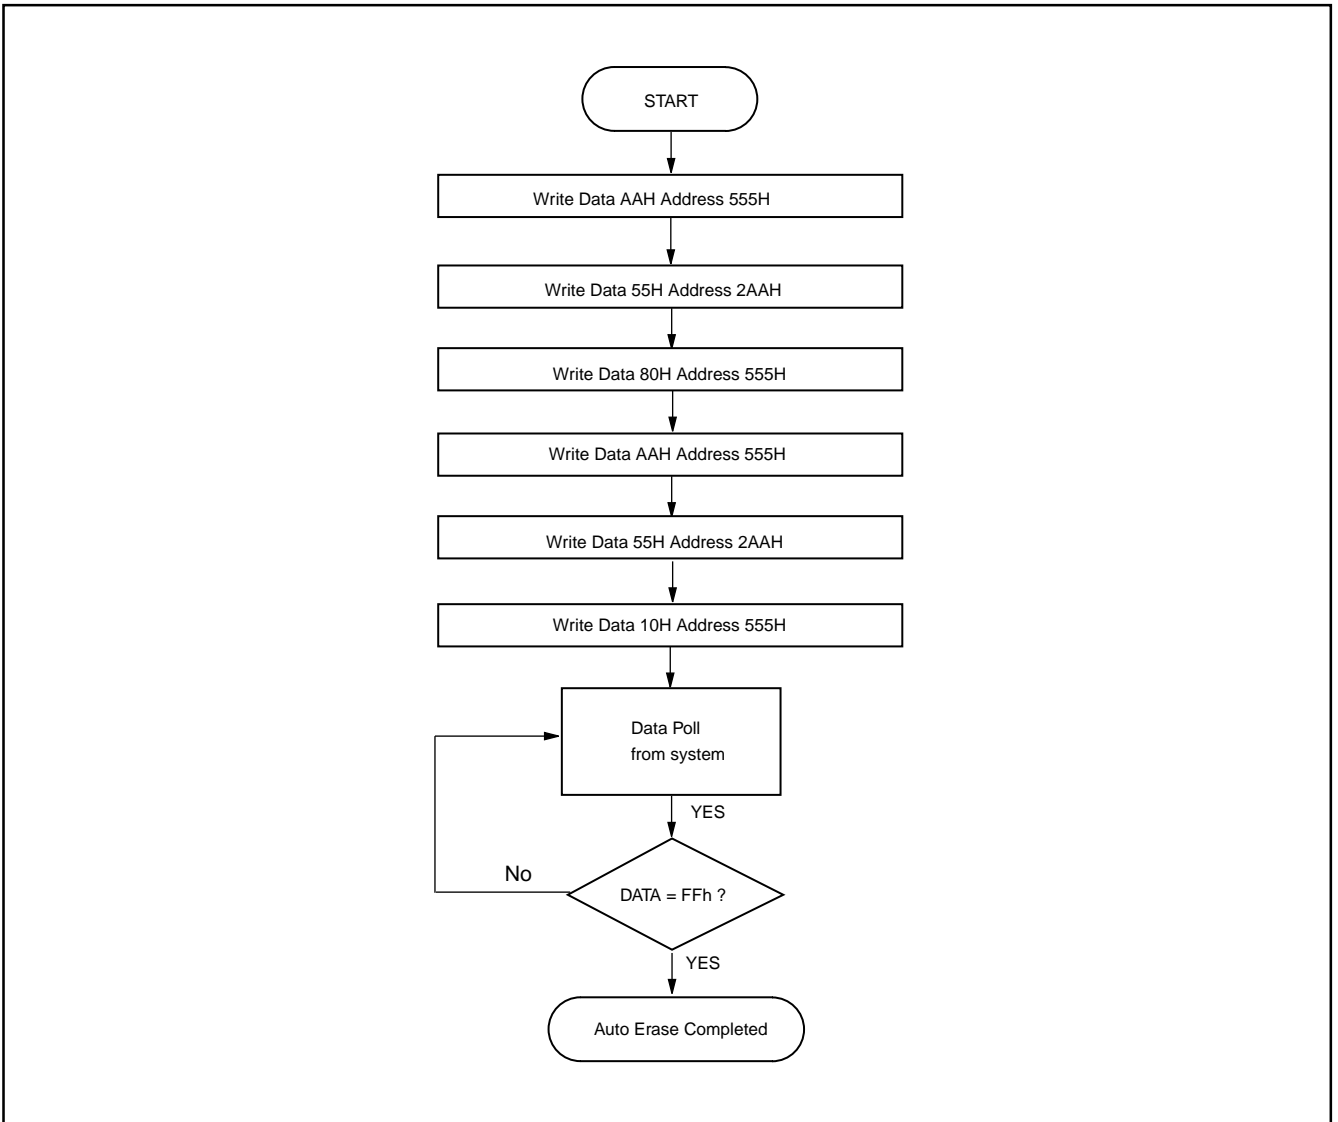 START
Write Data AAH Address 555H
Write Data 55H Address 2AAH
Write Data 80H Address 555H
Write Data AAH Address 555H
Write Data 55H Address 2AAH
Write Data 10H Address 555H
Data Poll
from system
YES
No
DATA = FFh ?
YES
Auto Erase Completed